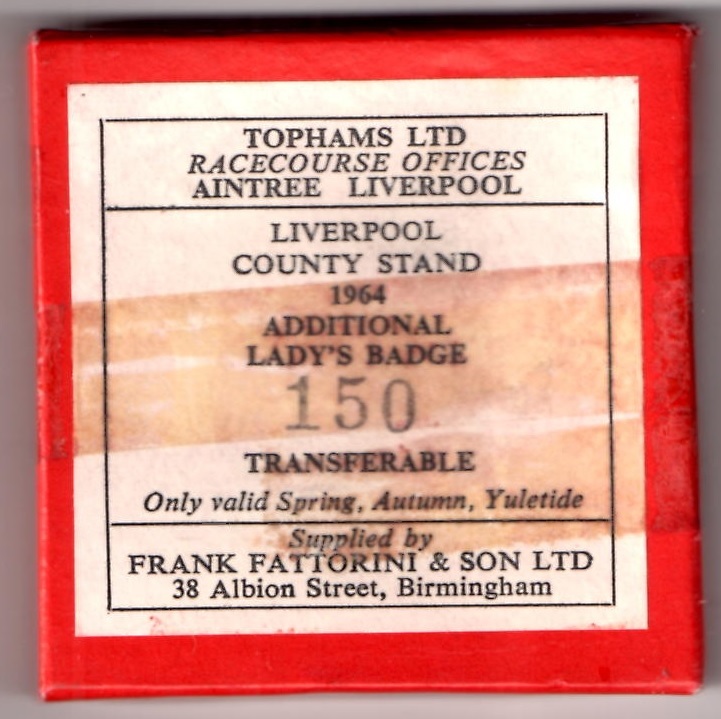 TOPHAMS LTD
RACECOURSE OFFICES
AINTREE LIVERPOOL
LIVERPOOL
COUNTY STAND
1964
ADDITIONAL
LADY'S BADGE
150
TRANSFERABLE
Only valid Spring, Autumn, Yuletide
Supplied by
FRANK FATTORINI & SON LTD
38 Albion Street, Birmingham